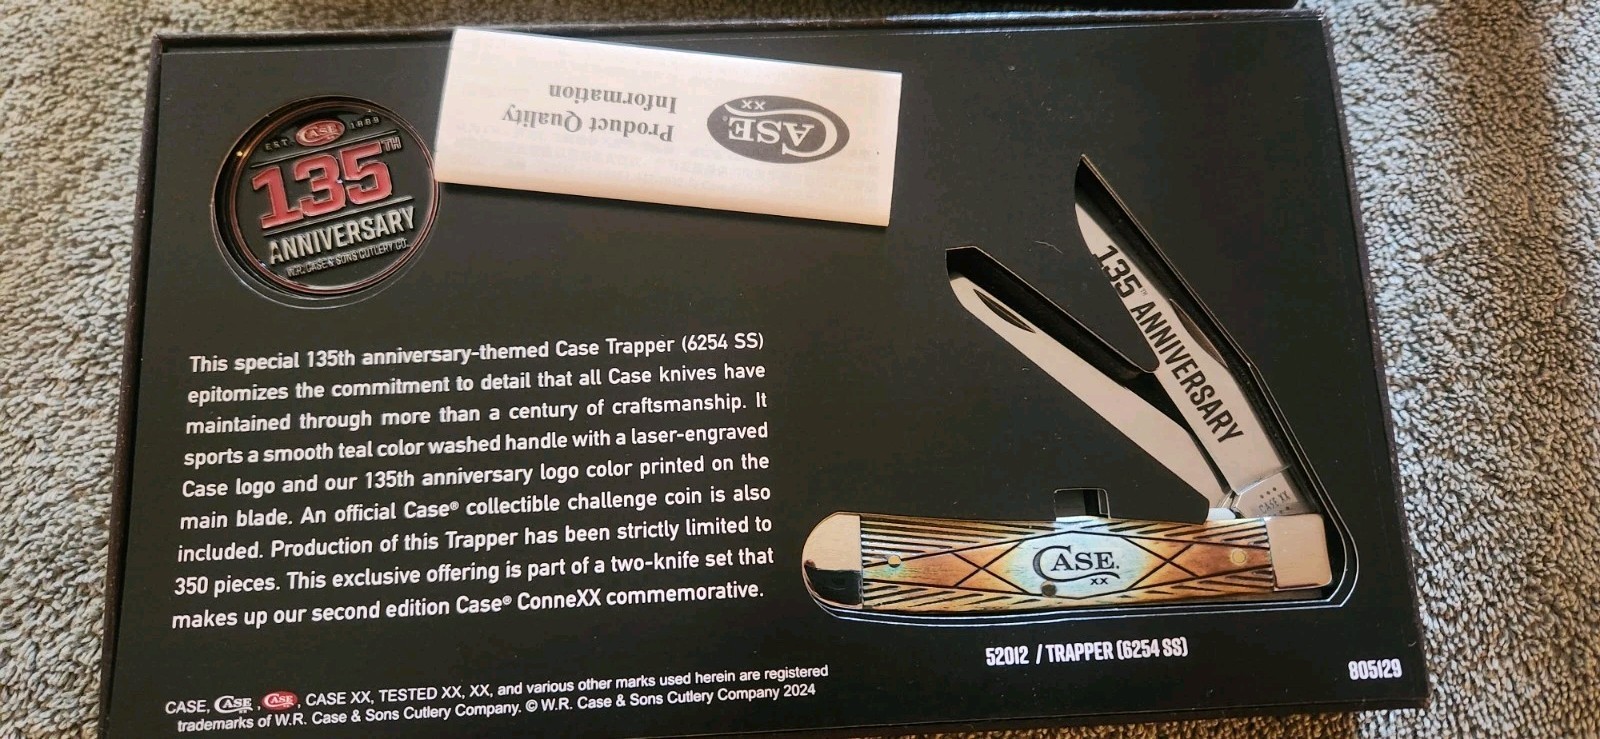 EST. CASE 1889
135TH
ANNIVERSARY
W.R. CASE & SONS CUTLERY CO.
CASE XX
Product Quality
Information
135™ ANNIVERSARY
CASE XX
This special 135th anniversary-themed Case Trapper (6254 SS)
epitomizes the commitment to detail that all Case knives have
maintained through more than a century of craftsmanship. It
sports a smooth teal color washed handle with a laser-engraved
Case logo and our 135th anniversary logo color printed on the
main blade. An official Case® collectible challenge coin is also
included. Production of this Trapper has been strictly limited to
350 pieces. This exclusive offering is part of a two-knife set that
makes up our second edition Case® ConneXX commemorative.
CASE.
XX
52012 / TRAPPER (6254 SS)
805129
CASE, CASE XX, CASE, CASE XX, TESTED XX, XX, and various other marks used herein are registered
trademarks of W.R. Case & Sons Cutlery Company. © W.R. Case & Sons Cutlery Company 2024